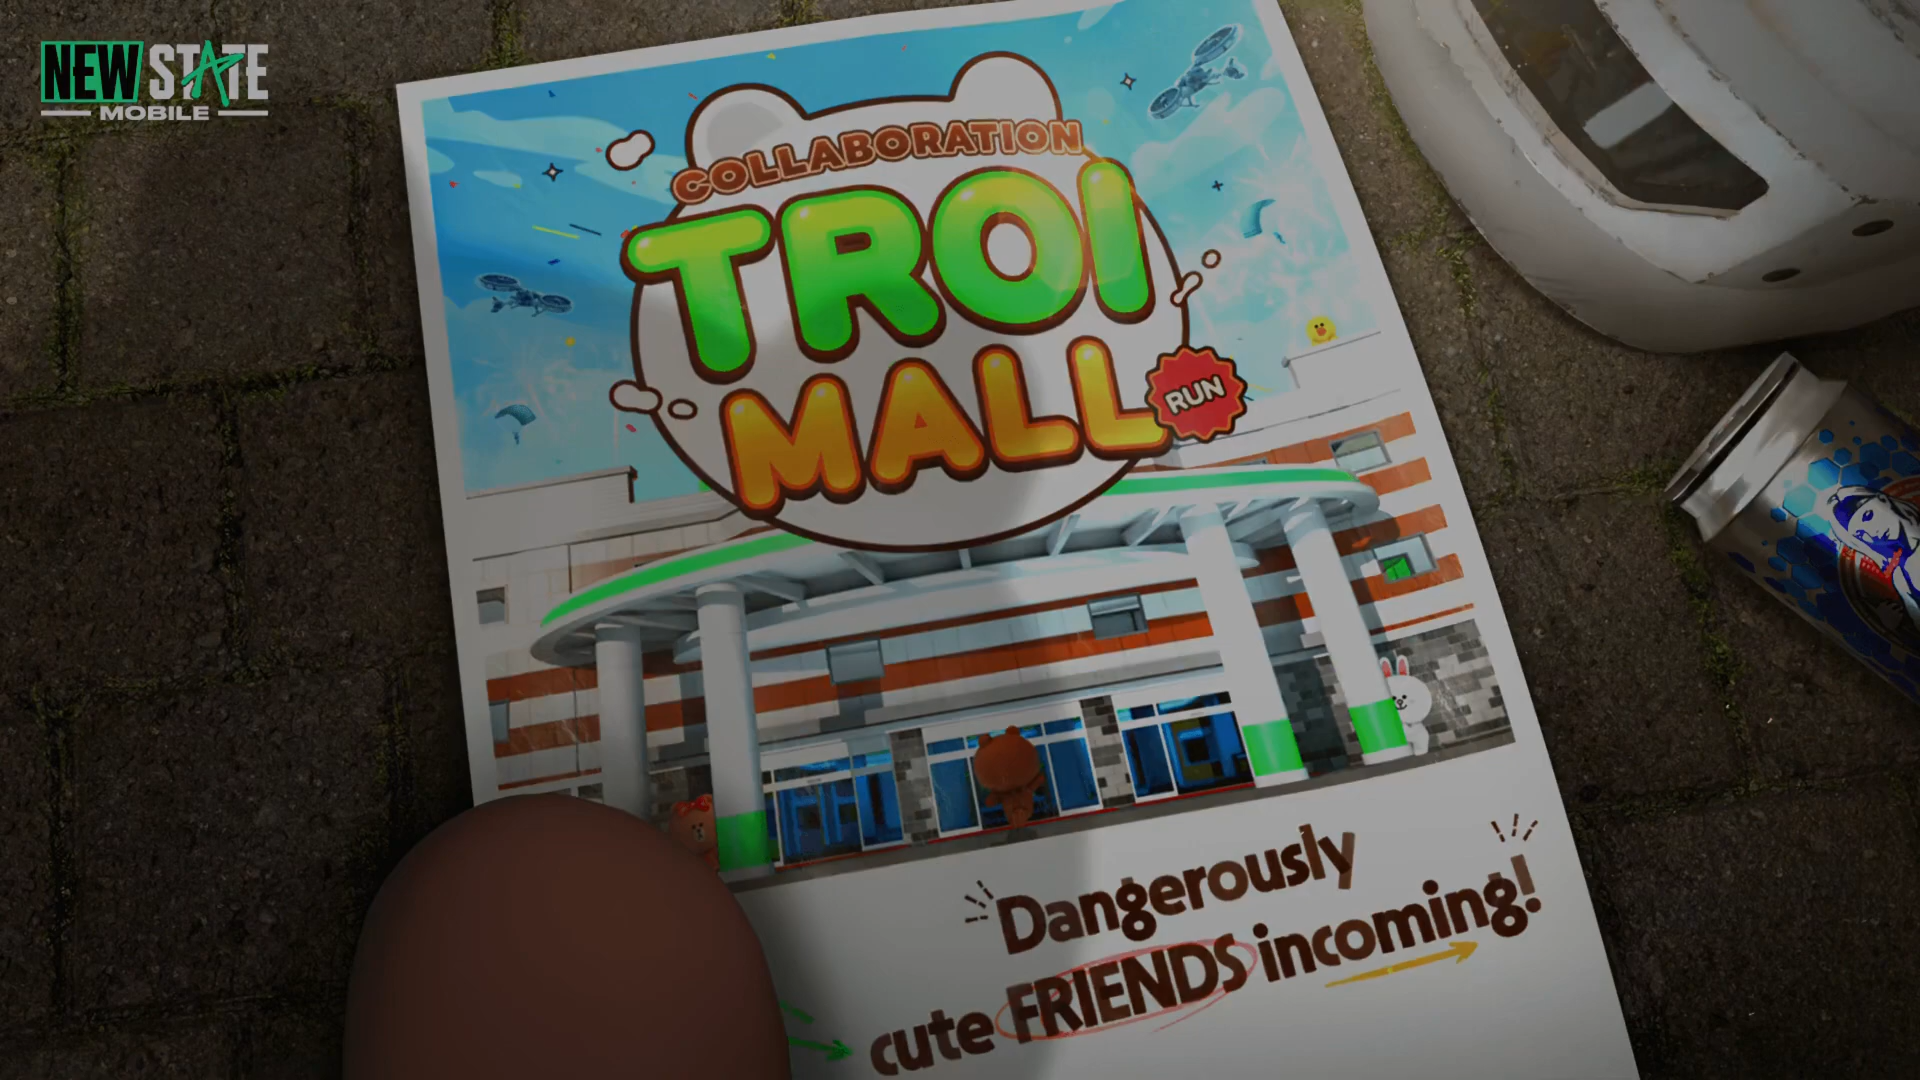 NEW STATE
MOBILE
COLLABORATION
TROI
MALL
RUN
Dangerously
cute FRIENDS incoming!